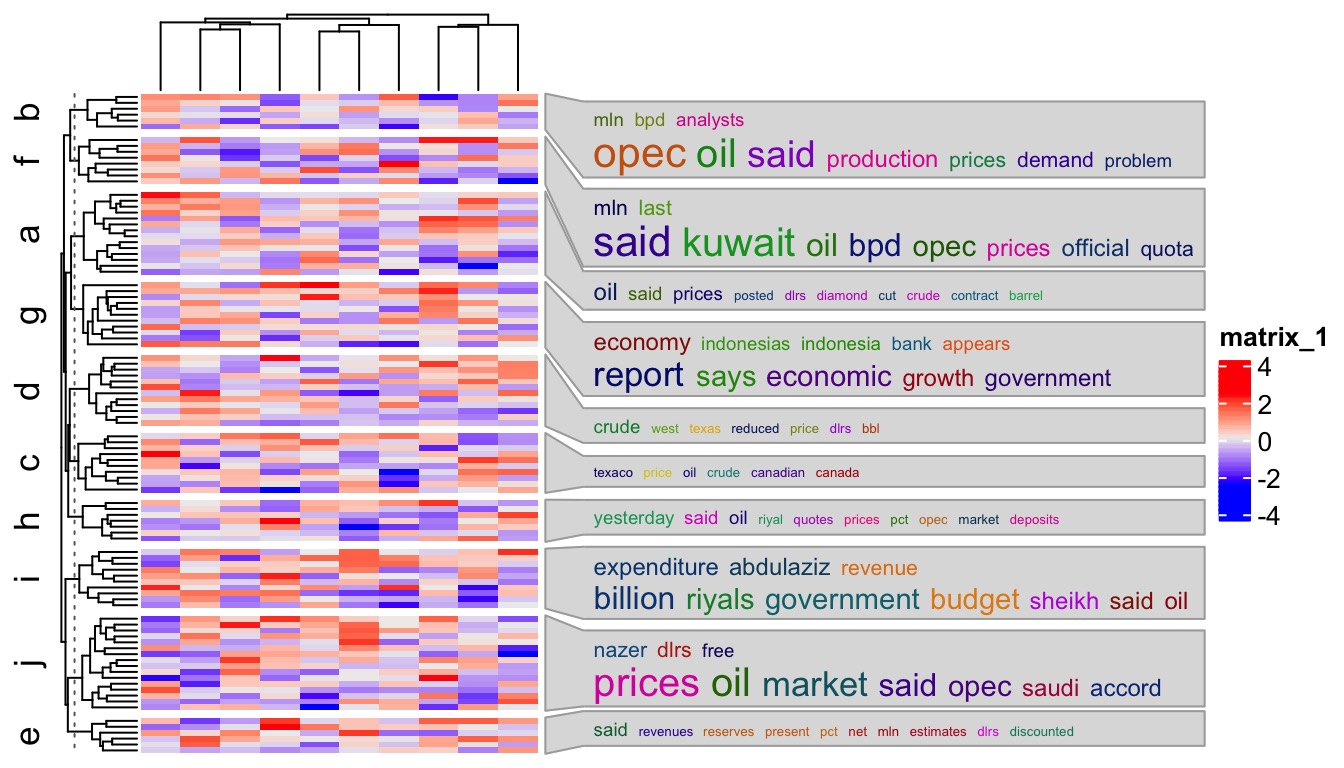 b
mln bpd analysts
opec oil said production prices demand problem
f
mln last
said kuwait oil bpd opec prices official quota
a
oil said prices posted dlrs diamond cut crude contract barrel
g
economy indonesias indonesia bank appears
report says economic growth government
d
crude west texas reduced price dlrs bbl
c
texaco price oil crude canadian canada
h
yesterday said oil riyal quotes prices pct opec market deposits
i
expenditure abdulaziz revenue
billion riyals government budget sheikh said oil
j
nazer dlrs free
prices oil market said opec saudi accord
e
said revenues reserves present pct net mln estimates dlrs discounted
matrix_1
4
2
0
-2
-4